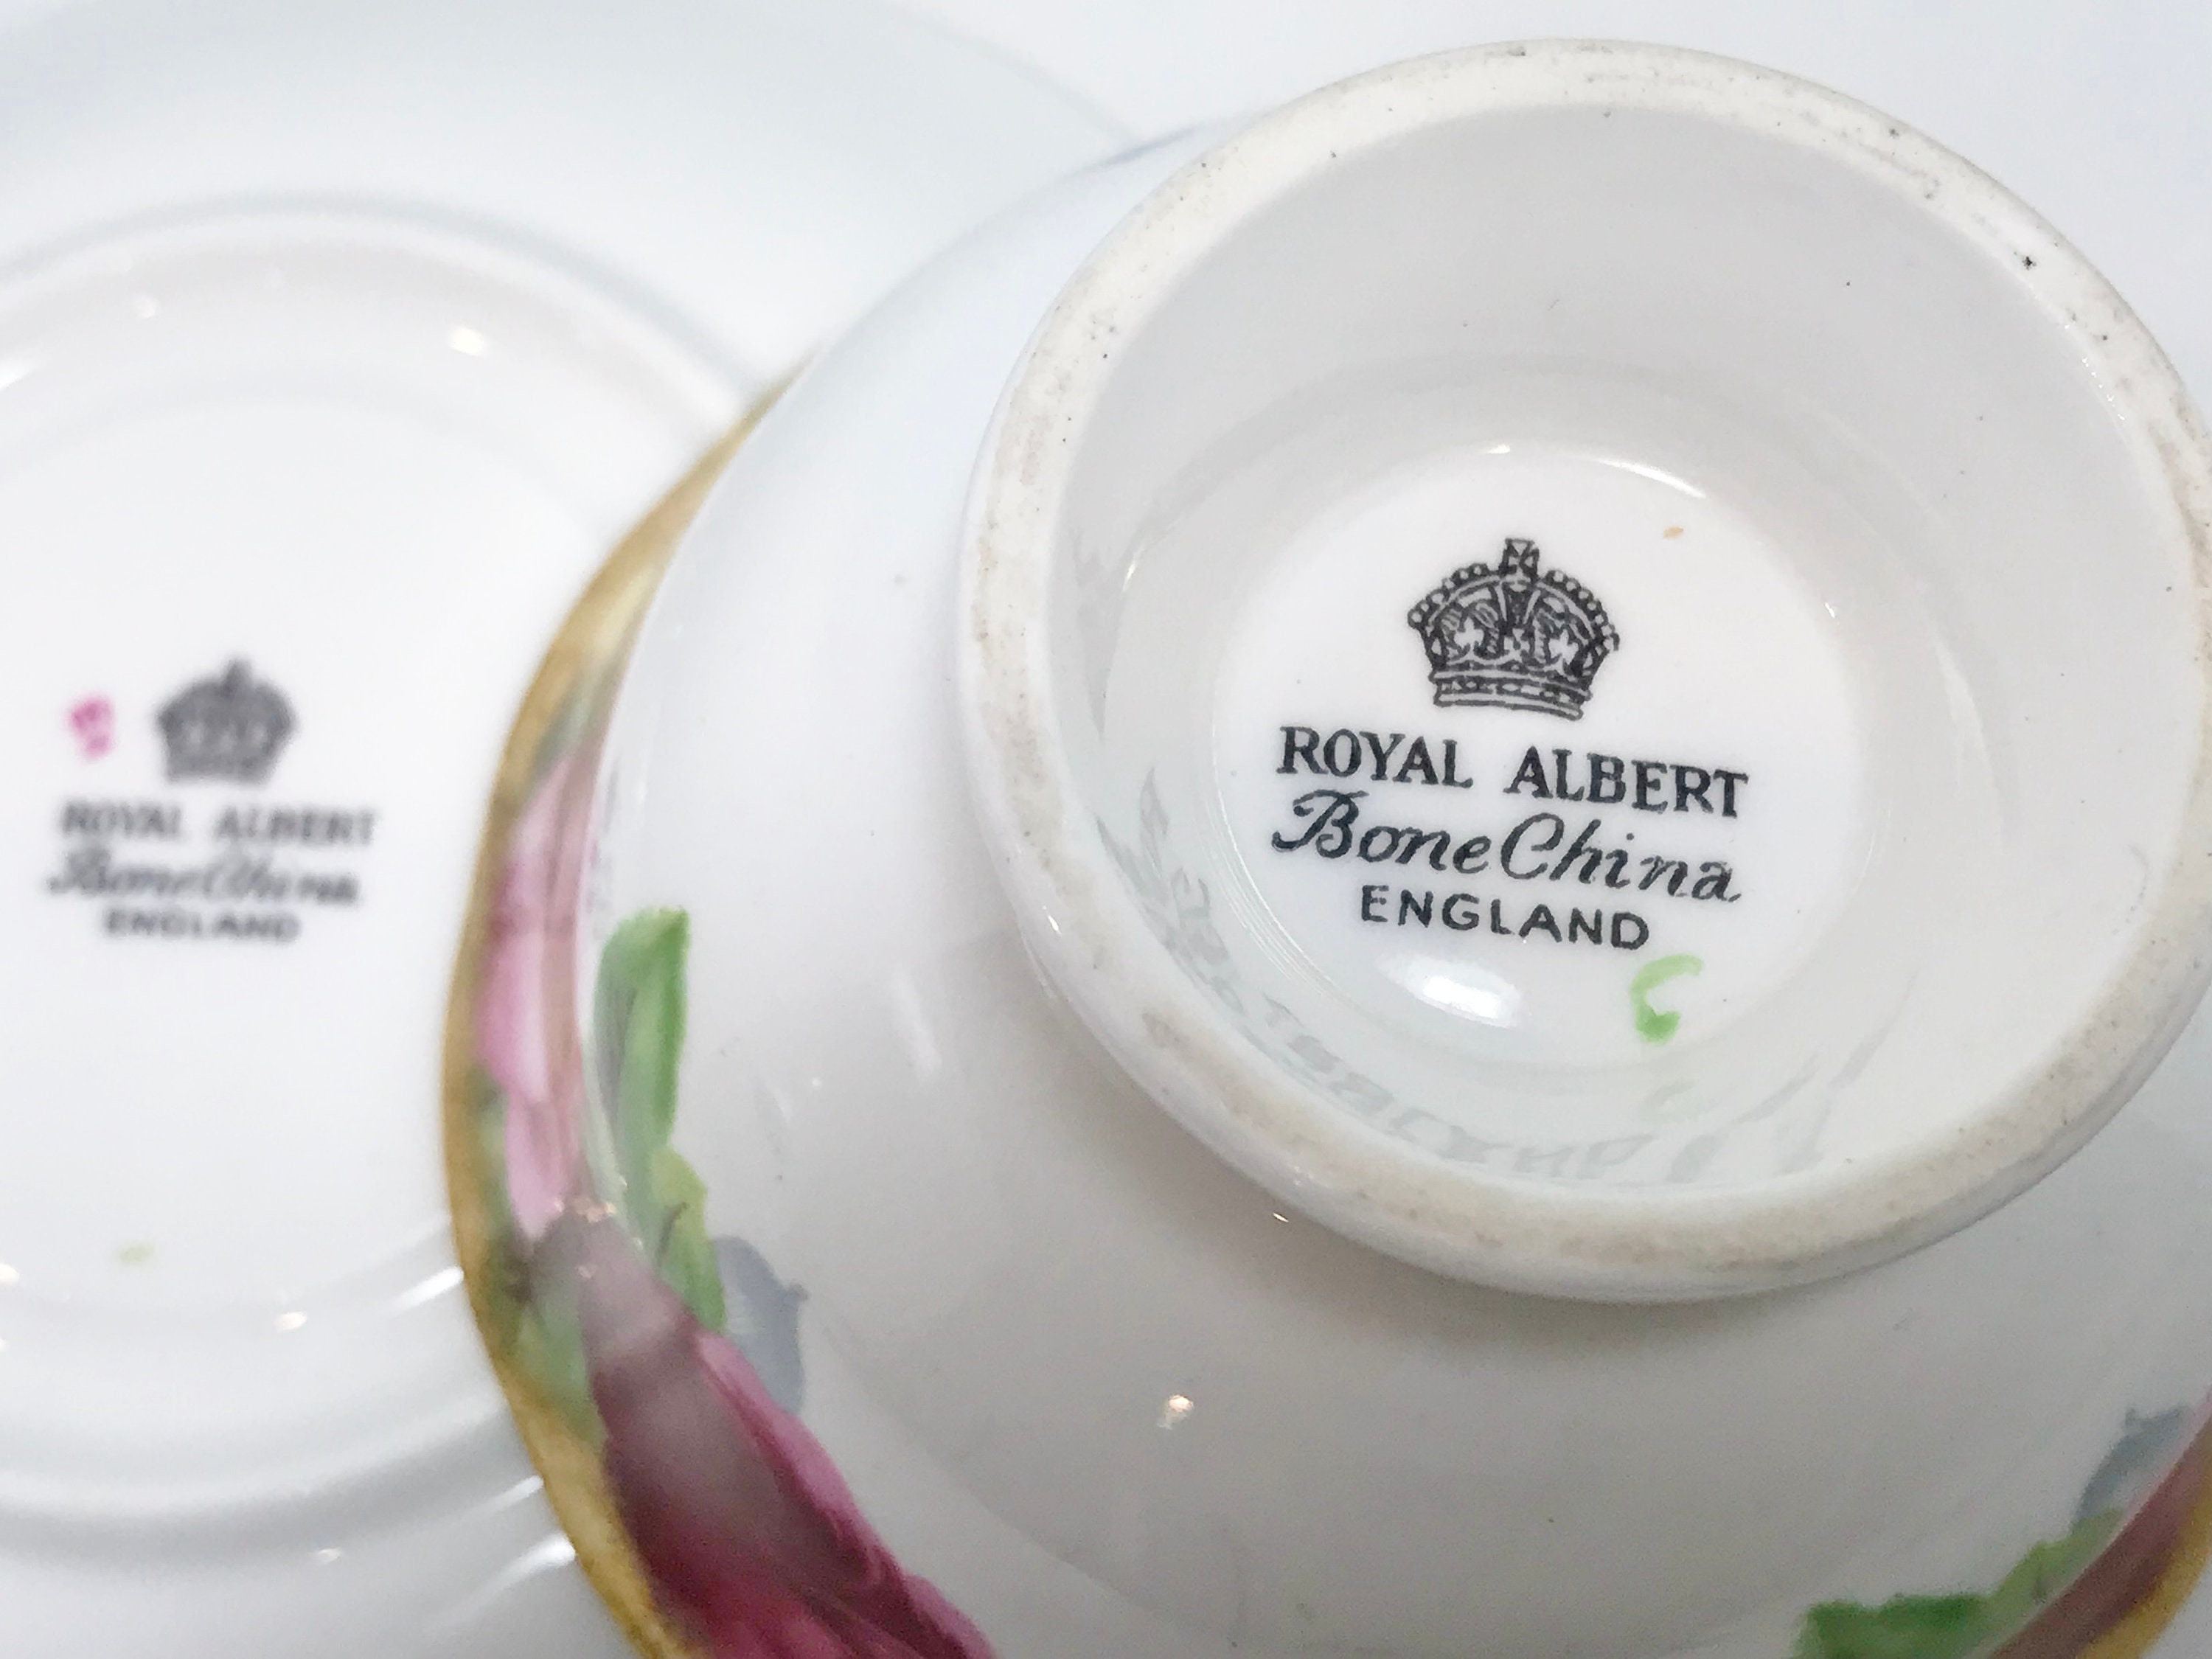 ROYAL ALBERT
Bone China
ENGLAND
ROYAL ALBERT
Bone China
ENGLAND